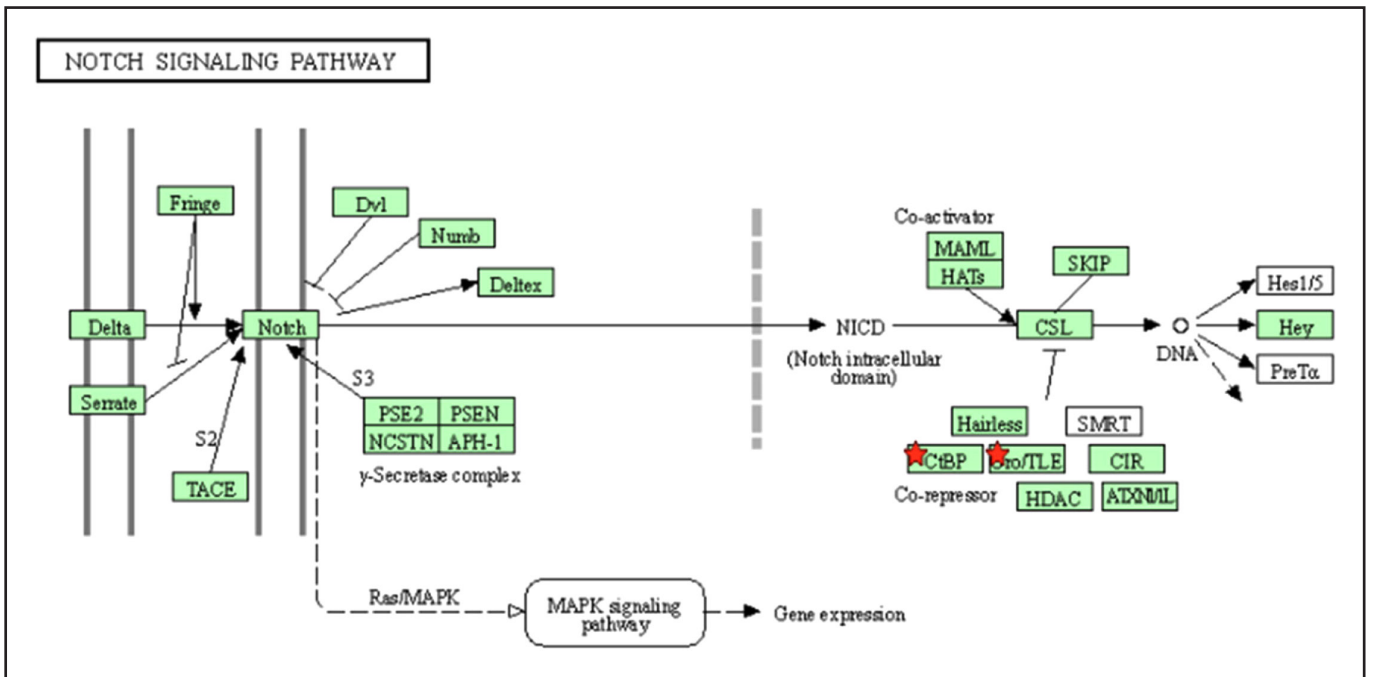 NOTCH SIGNALING PATHWAY
Fringe
Dvl
Numb
Deltex
Delta
Notch
Serrate
S2
TACE
S3
PSE2 PSEN
NCSTN APH-1
γ-Secretase complex
Co-activator
MAML
HATs
SKIP
NICD
(Notch intracellular
domain)
CSL
DNA
Hes1/5
Hey
PreTα
Hairless
SMRT
CtBP
ro/TLE
CIR
Co-repressor
HDAC
Ras/MAPK
MAPK signaling
pathway
Gene expression